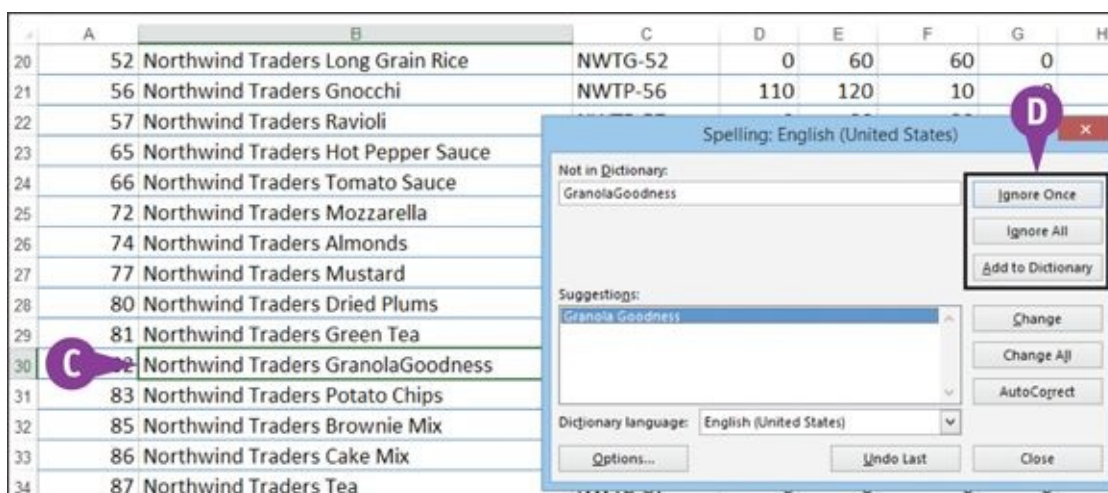 A B C D E F G H
20 52 Northwind Traders Long Grain Rice NWTG-52 0 60 60 0
21 56 Northwind Traders Gnocchi NWTP-56 110 120 10
22 57 Northwind Traders Ravioli
23 65 Northwind Traders Hot Pepper Sauce
24 66 Northwind Traders Tomato Sauce
25 72 Northwind Traders Mozzarella
26 74 Northwind Traders Almonds
27 77 Northwind Traders Mustard
28 80 Northwind Traders Dried Plums
29 81 Northwind Traders Green Tea
30 C Northwind Traders GranolaGoodness
31 83 Northwind Traders Potato Chips
32 85 Northwind Traders Brownie Mix
33 86 Northwind Traders Cake Mix
34 87 Northwind Traders Tea
D
Spelling: English (United States)
Not in Dictionary:
GranolaGoodness
Ignore Once
Ignore All
Add to Dictionary
Suggestions:
Granola Goodness
Change
Change All
AutoCorrect
Dictionary language: English (United States)
Options... Undo Last Close